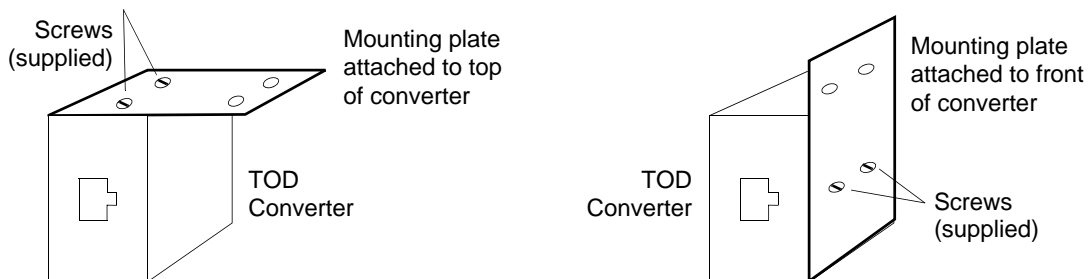 Screws
(supplied)
Mounting plate
attached to top
of converter
TOD
Converter
Mounting plate
attached to front
of converter
TOD
Converter
Screws
(supplied)